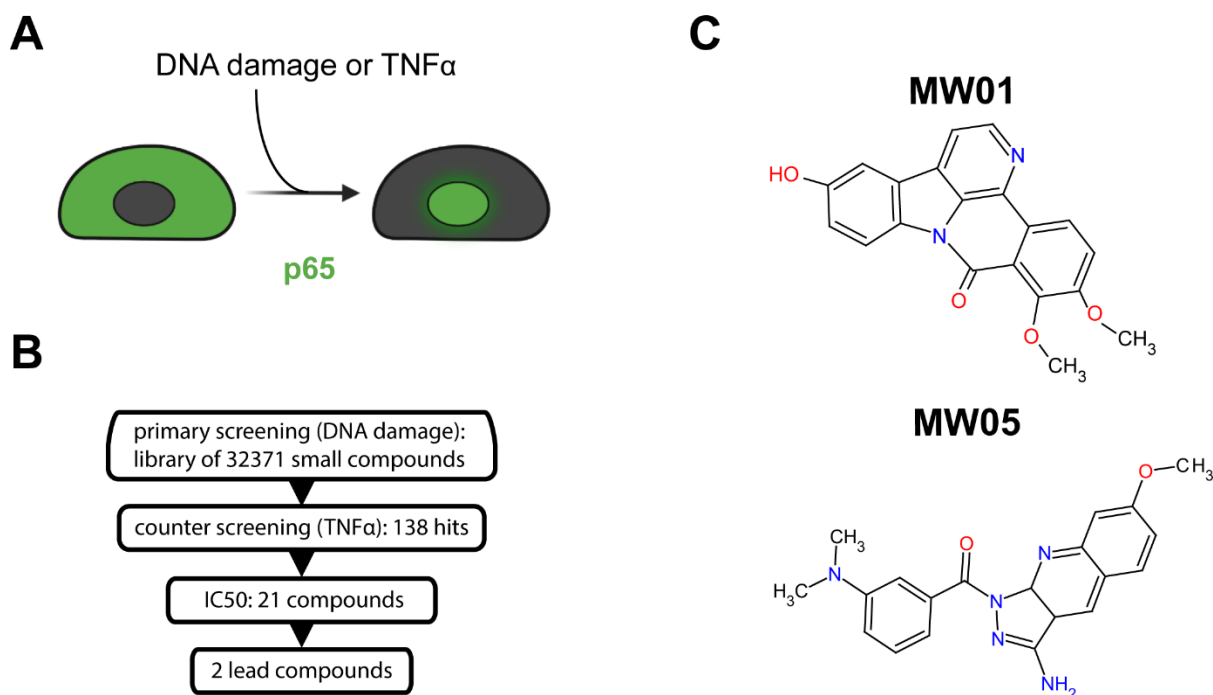 A
DNA damage or TNFα
p65
B
primary screening (DNA damage):
library of 32371 small compounds
counter screening (TNFα): 138 hits
IC50: 21 compounds
2 lead compounds
C
MW01
N
HO
N
O
O
CH3
O
CH3
MW05
O
CH3
CH3
N
H3C
O
N
N
N
NH2